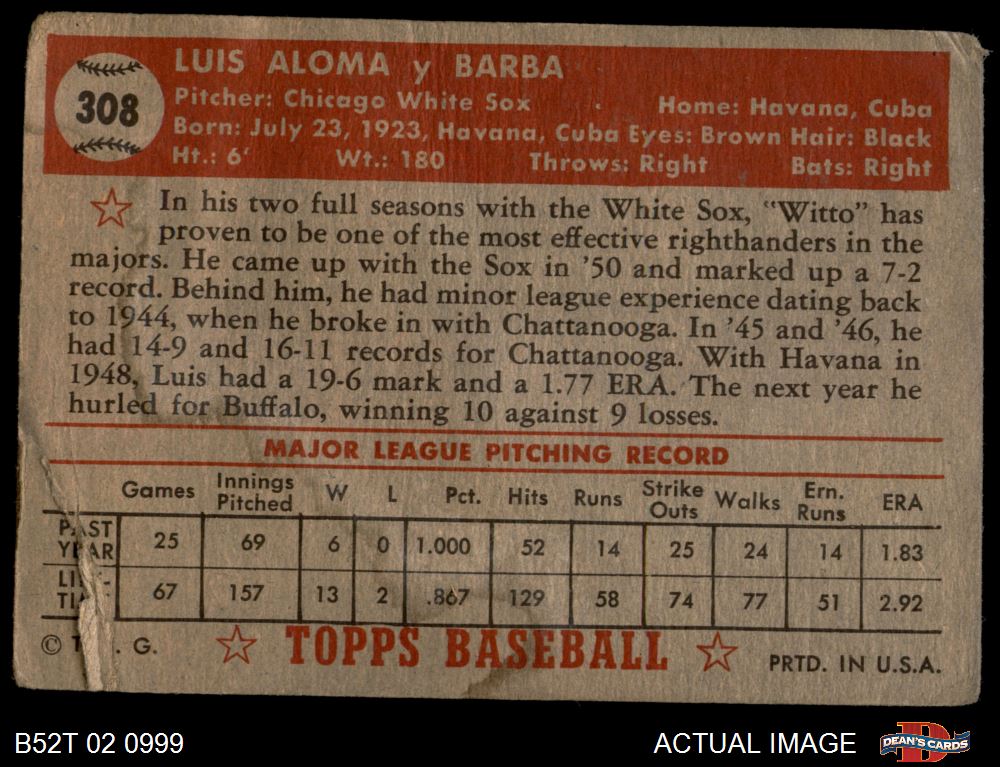 308
LUIS ALOMA y BARBA
Pitcher: Chicago White Sox Home: Havana, Cuba
Born: July 23, 1923, Havana, Cuba Eyes: Brown Hair: Black
Ht.: 6' Wt.: 180 Throws: Right Bats: Right
In his two full seasons with the White Sox, "Witto" has
proven to be one of the most effective righthanders in the
majors. He came up with the Sox in '50 and marked up a 7-2
record. Behind him, he had minor league experience dating back
to 1944, when he broke in with Chattanooga. In '45 and '46, he
had 14-9 and 16-11 records for Chattanooga. With Havana in
1948, Luis had a 19-6 mark and a 1.77 ERA. The next year he
hurled for Buffalo, winning 10 against 9 losses.
MAJOR LEAGUE PITCHING RECORD
Games Innings Pitched W L Pct. Hits Runs Strike Outs Walks Ern. Runs ERA
PAST YEAR 25 69 6 0 1.000 52 14 25 24 14 1.83
67 157 13 2 .867 129 58 74 77 51 2.92
© T . G. TOPPS BASEBALL PRTD. IN U.S.A.
B52T 02 0999 ACTUAL IMAGE DEAN'S CARDS